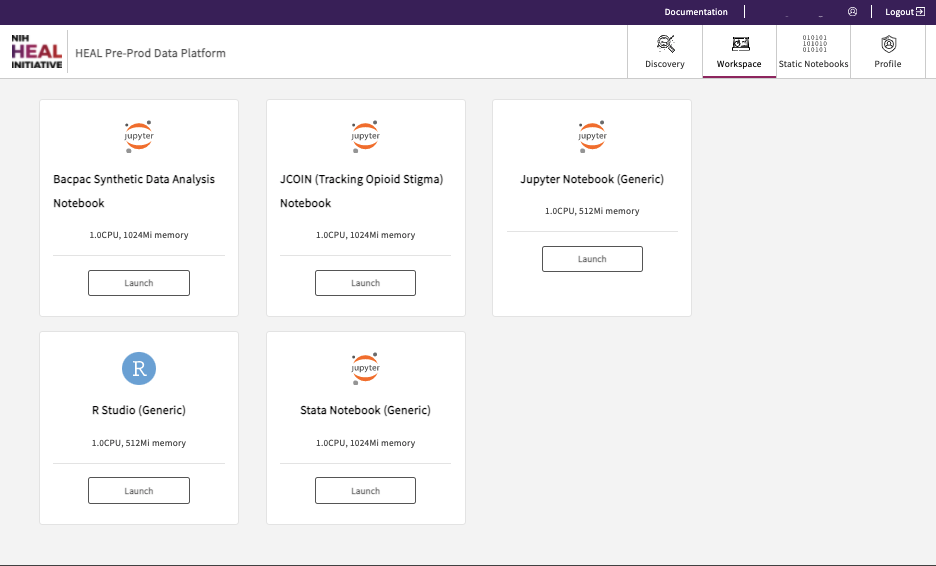 Documentation
Logout
NIH
HEAL
INITIATIVE
HEAL Pre-Prod Data Platform
Discovery
Workspace
010101
101010
010101
Static Notebooks
Profile
jupyter
Bacpac Synthetic Data Analysis
Notebook
1.0CPU, 1024Mi memory
Launch
jupyter
JCOIN (Tracking Opioid Stigma)
Notebook
1.0CPU, 1024Mi memory
Launch
jupyter
Jupyter Notebook (Generic)
1.0CPU, 512Mi memory
Launch
R
R Studio (Generic)
1.0CPU, 512Mi memory
Launch
jupyter
Stata Notebook (Generic)
1.0CPU, 1024Mi memory
Launch